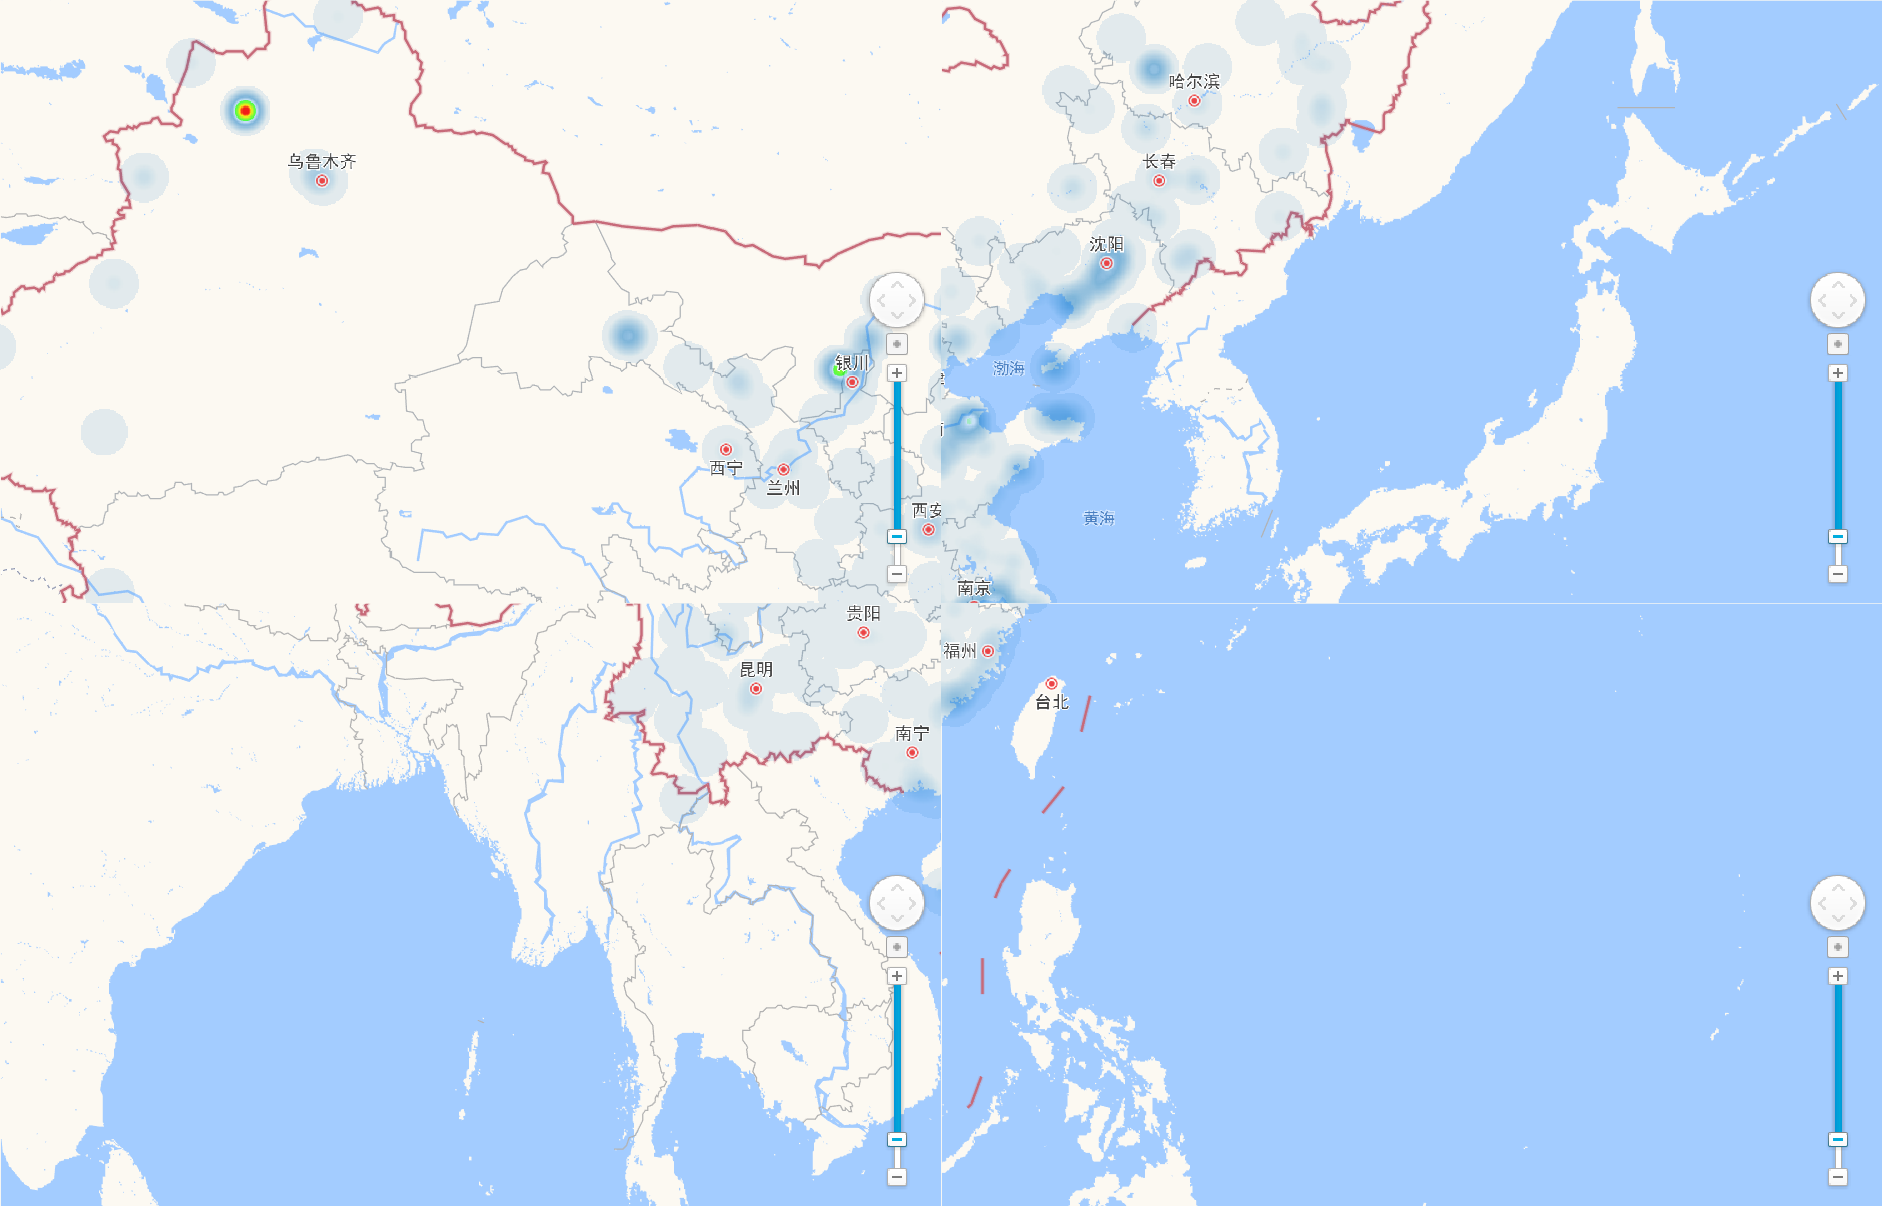 哈尔滨
乌鲁木齐
长春
沈阳
银川
渤海
西宁
兰州
西安
黄海
南京
贵阳
福州
昆明
台北
南宁